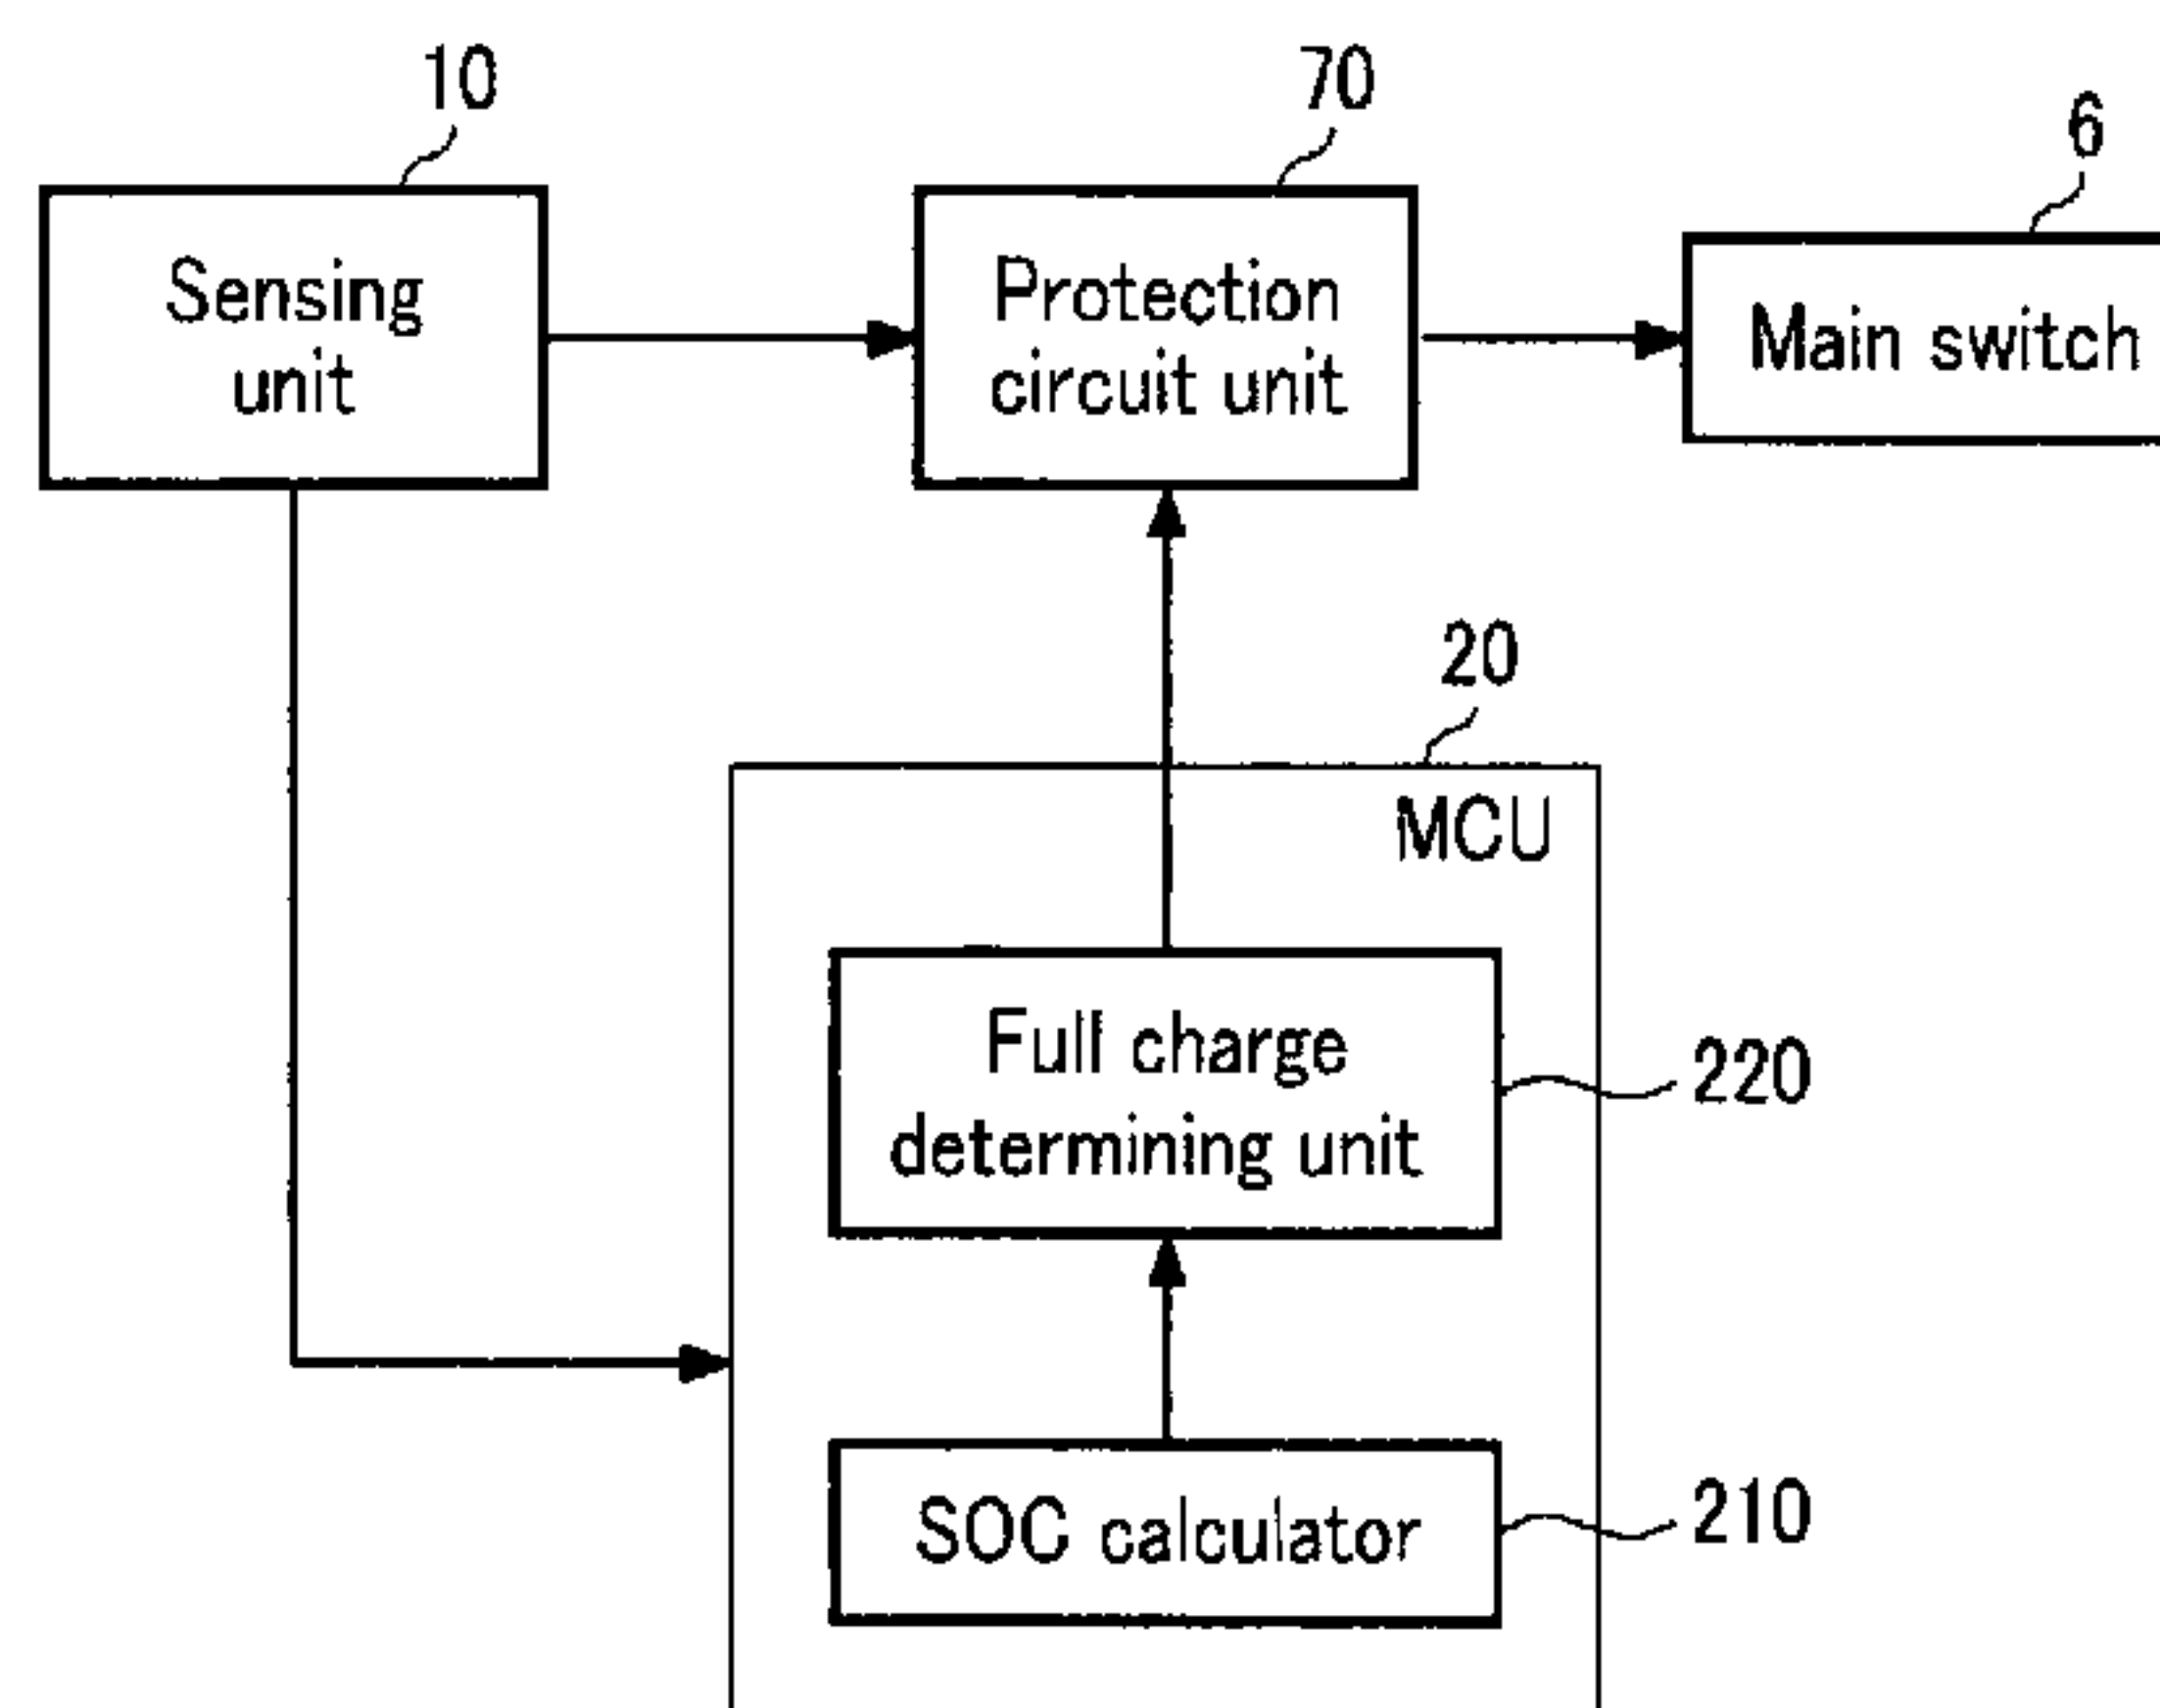 10
70
6
Sensing
unit
Protection
circuit unit
Main switch
20
MCU
Full charge
determining unit
220
SOC calculator
210